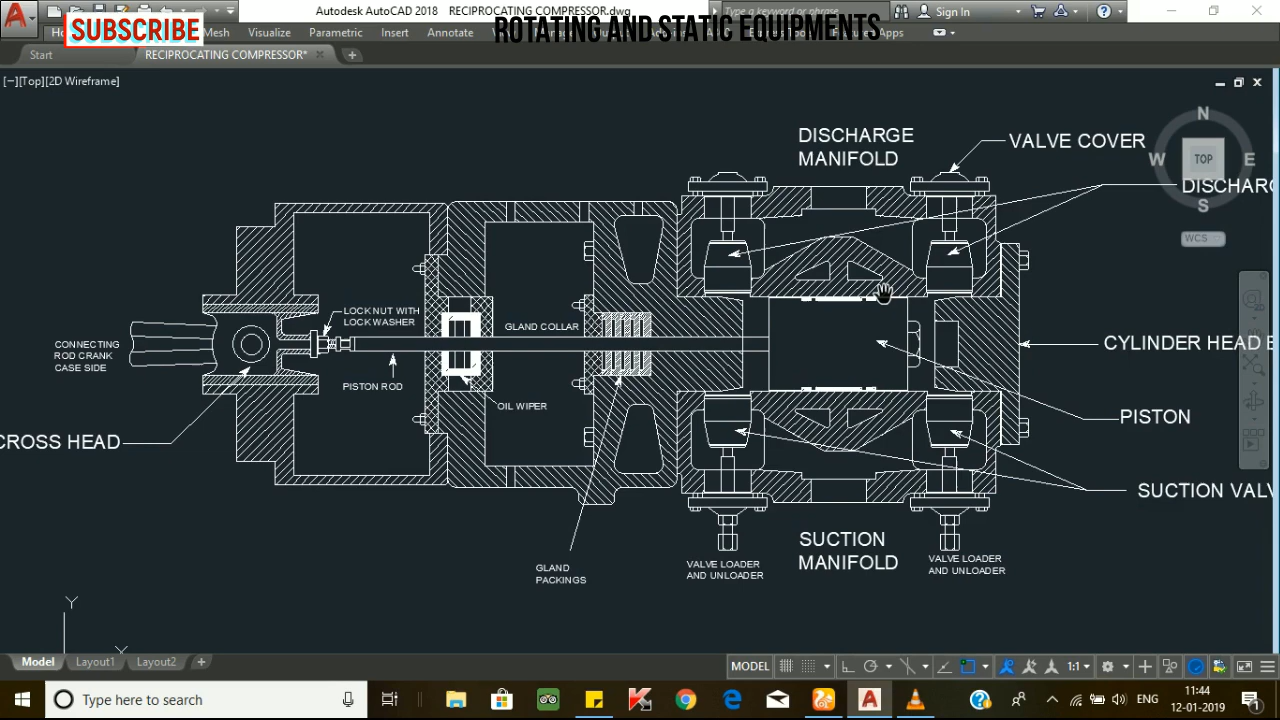 Autodesk AutoCAD 2018 RECIPROCATING COMPRESSOR.dwg
Type a keyword or phrase
Sign In
SUBSCRIBE
ROTATING AND STATIC EQUIPMENTS
Mesh Visualize Parametric Insert Annotate
Start RECIPROCATING COMPRESSOR*
[−][Top][2D Wireframe]
N
W TOP E
S
WCS
DISCHARGE
MANIFOLD
VALVE COVER
DISCHARG
LOCK NUT WITH
LOCK WASHER
GLAND COLLAR
CONNECTING
ROD CRANK
CASE SIDE
CYLINDER HEAD E
PISTON ROD
OIL WIPER
PISTON
CROSS HEAD
SUCTION VALV
SUCTION
MANIFOLD
GLAND
PACKINGS
VALVE LOADER
AND UNLOADER
VALVE LOADER
AND UNLOADER
Y
Model Layout1 Layout2
MODEL 1:1
Type here to search
ENG
11:44
12-01-2019